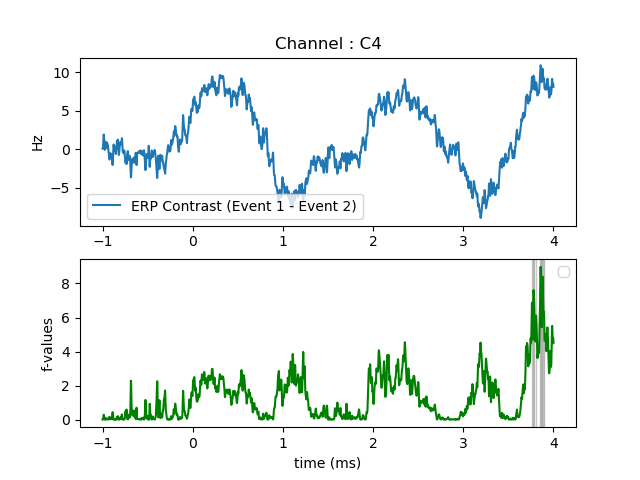 Channel : C4
10
5
0
−5
Hz
ERP Contrast (Event 1 - Event 2)
−1 0 1 2 3 4
8
6
4
2
0
f-values
−1 0 1 2 3 4
time (ms)